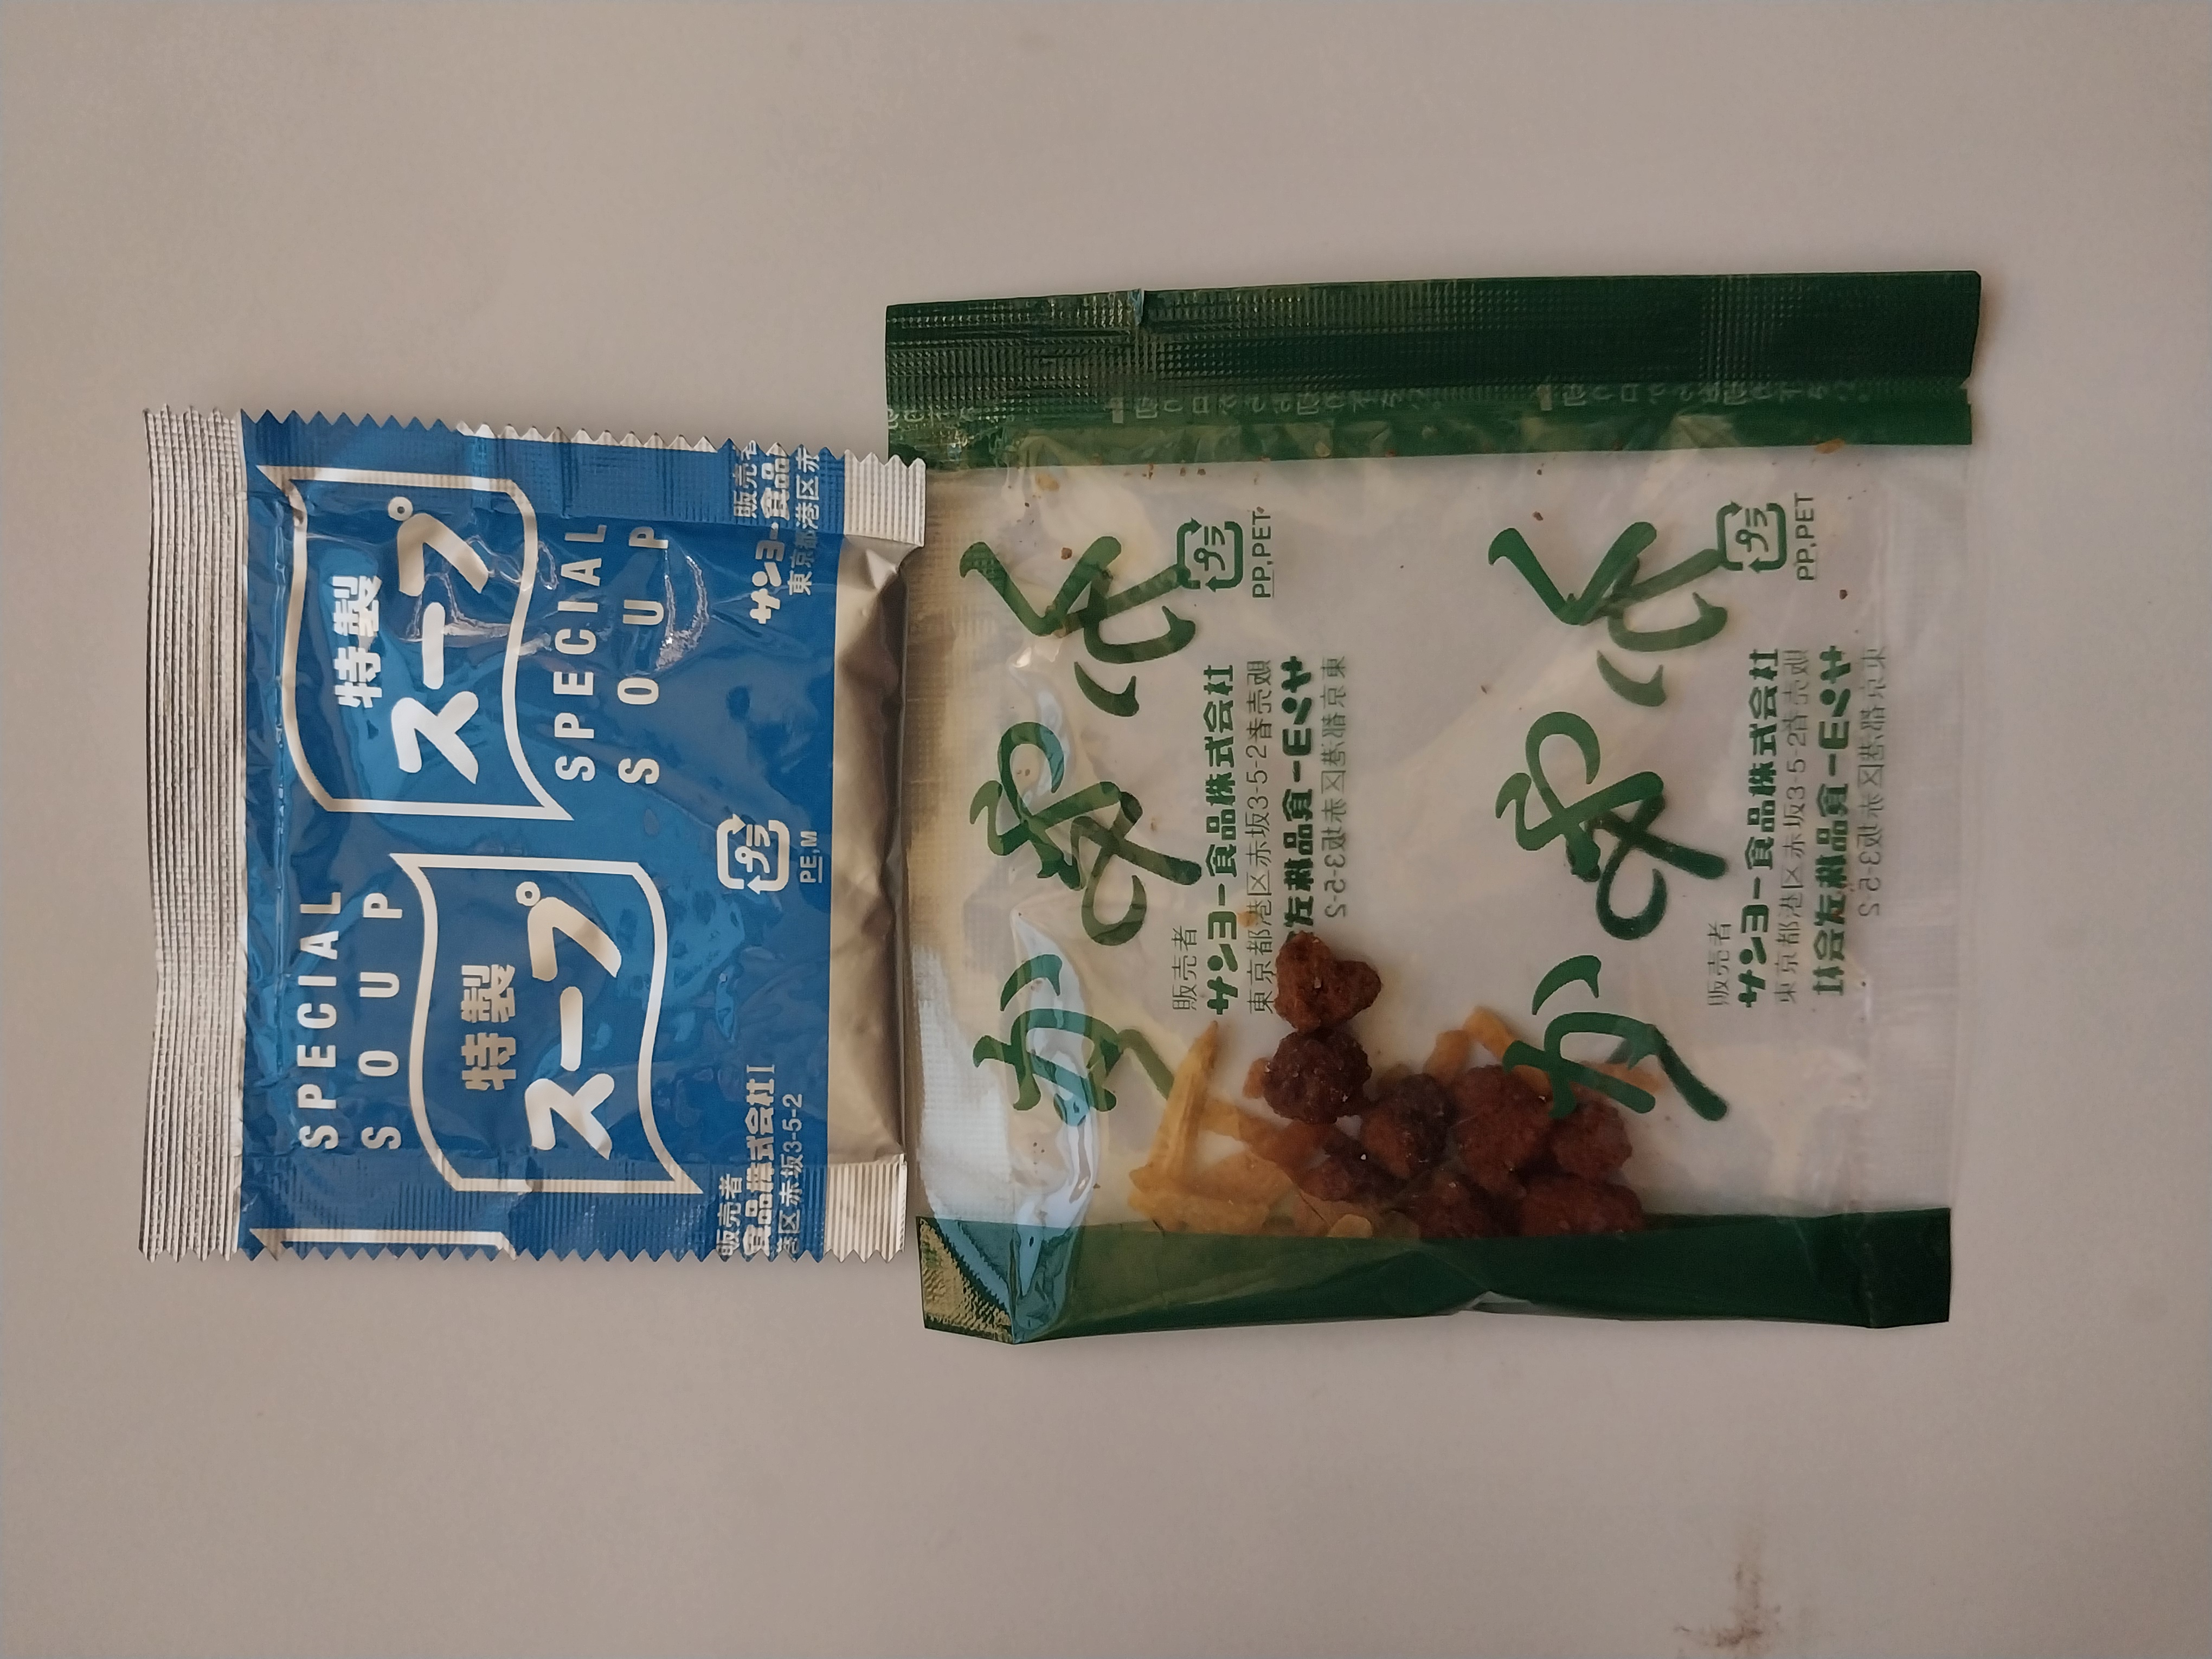 特製
スープ
SPECIAL
SOUP
販売者
サンヨー食品
東京都港区赤
プラ
PE,M
SPECIAL
SOUP
特製
スープ
販売者
食品株式会社
港区赤坂3-5-2
かやく
プラ
PP,PET
販売者
サンヨー食品株式会社
東京都港区赤坂3-5-2
かやく
プラ
PP,PET
販売者
サンヨー食品株式会社
東京都港区赤坂3-5-2